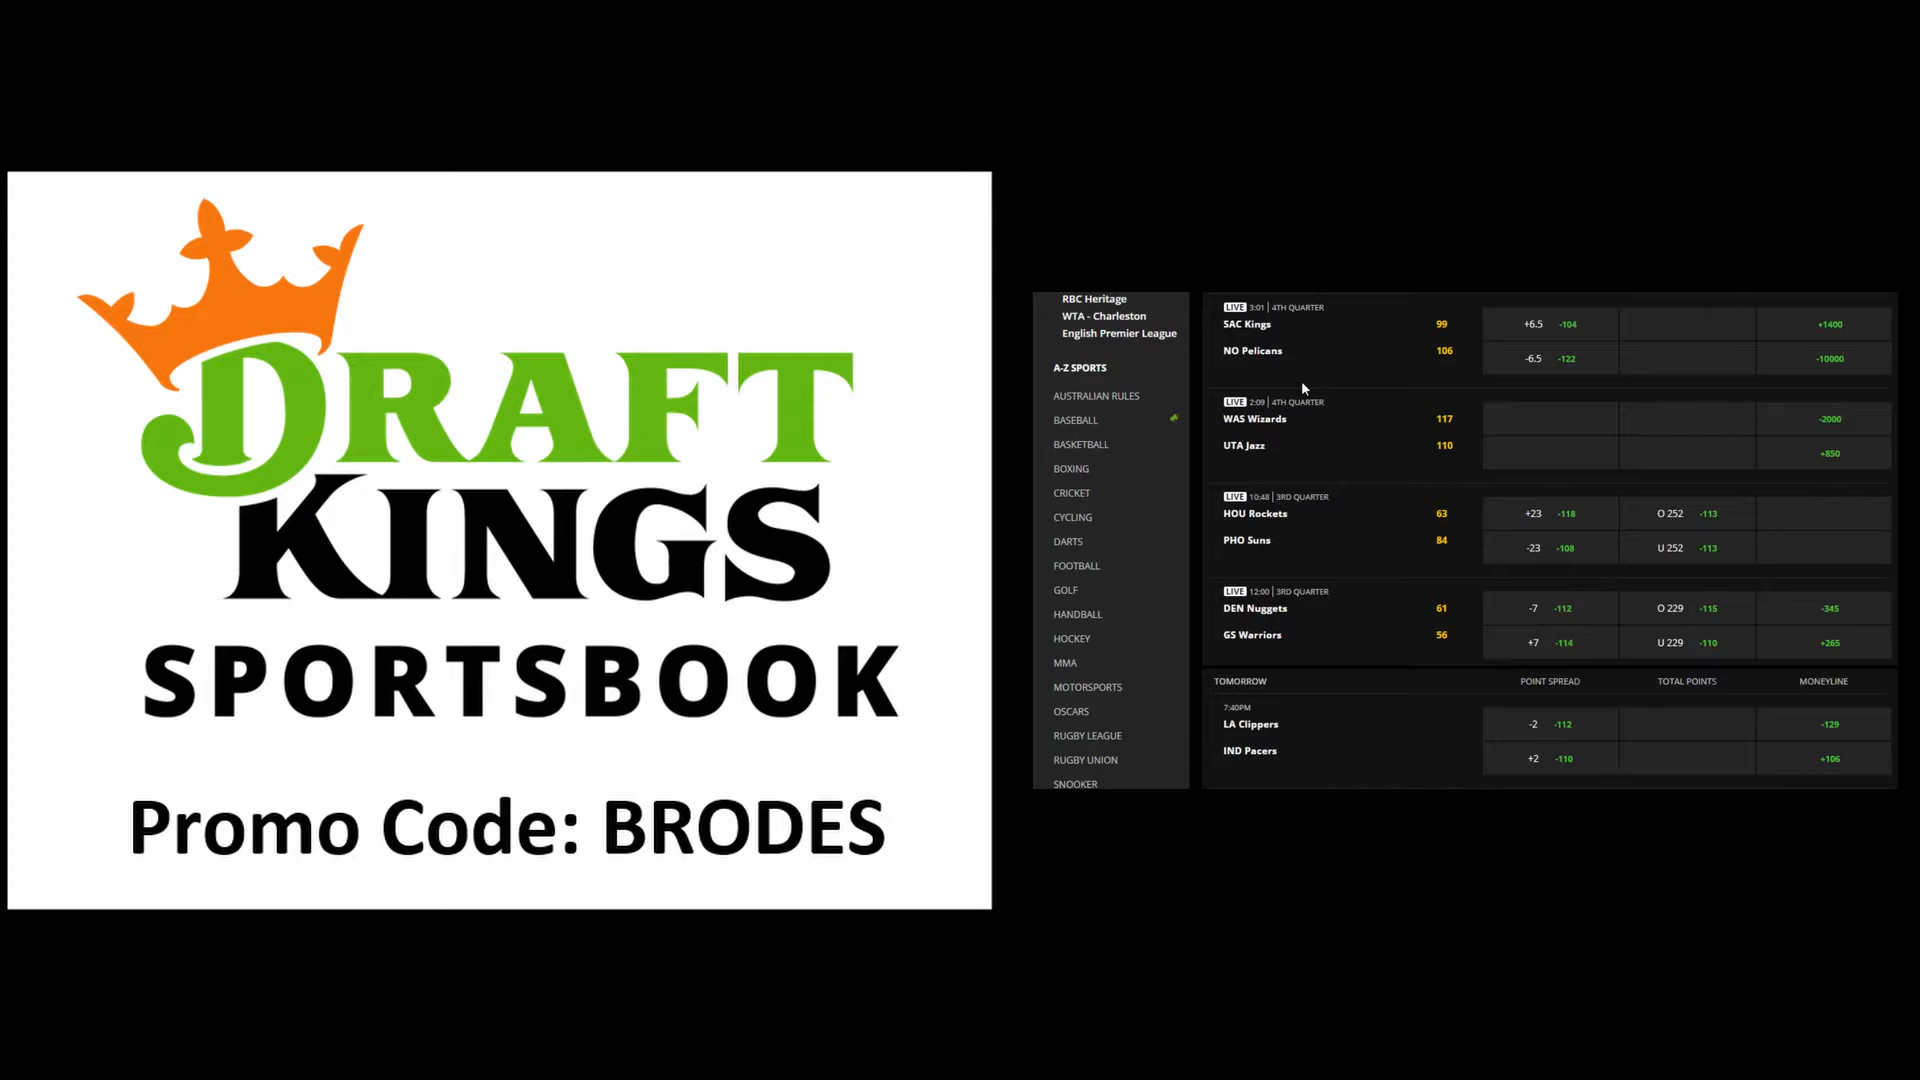 DRAFT
KINGS
SPORTSBOOK
Promo Code: BRODES
RBC Heritage
WTA - Charleston
English Premier League
A-Z SPORTS
AUSTRALIAN RULES
BASEBALL
BASKETBALL
BOXING
CRICKET
CYCLING
DARTS
FOOTBALL
GOLF
HANDBALL
HOCKEY
MMA
MOTORSPORTS
OSCARS
RUGBY LEAGUE
RUGBY UNION
SNOOKER
LIVE 3:01 | 4TH QUARTER
SAC Kings 99 +6.5 -104 +1400
NO Pelicans 106 -6.5 -122 -10000
LIVE 2:09 | 4TH QUARTER
WAS Wizards 117 -2000
UTA Jazz 110 +850
LIVE 10:48 | 3RD QUARTER
HOU Rockets 63 +23 -118 O 252 -113
PHO Suns 84 -23 -108 U 252 -113
LIVE 12:00 | 3RD QUARTER
DEN Nuggets 61 -7 -112 O 229 -115 -345
GS Warriors 56 +7 -114 U 229 -110 +265
TOMORROW POINT SPREAD TOTAL POINTS MONEYLINE
7:40PM
LA Clippers -2 -112 -129
IND Pacers +2 -110 +106